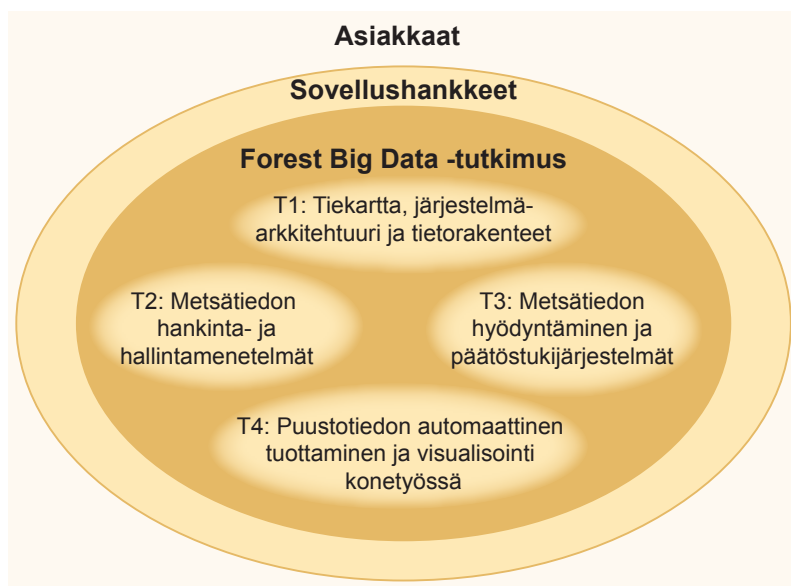 Asiakkaat
Sovellushankkeet
Forest Big Data -tutkimus
T1: Tiekartta, järjestelmä-
arkkitehtuuri ja tietorakenteet
T2: Metsätiedon
hankinta- ja
hallintamenetelmät
T3: Metsätiedon
hyödyntäminen ja
päätöstukijärjestelmät
T4: Puustotiedon automaattinen
tuottaminen ja visualisointi
konetyössä